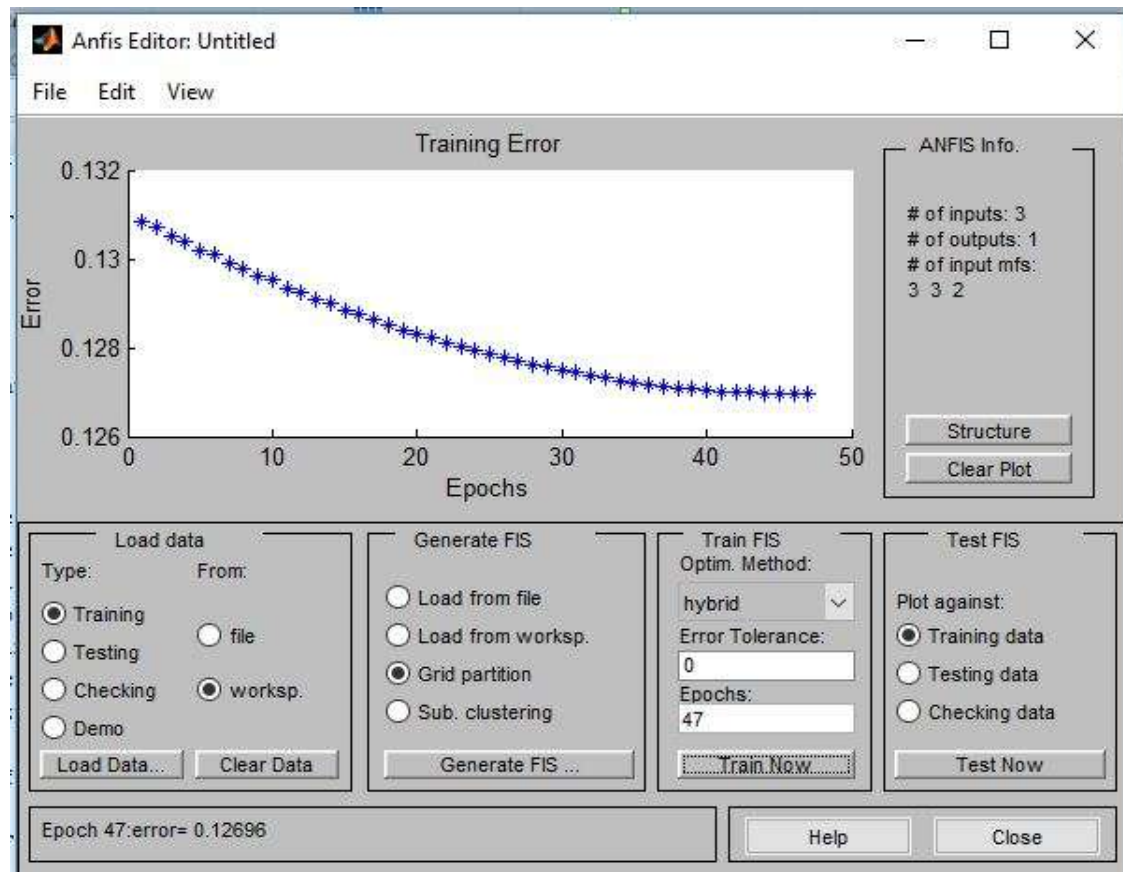 Anfis Editor: Untitled
File Edit View
Training Error
0.132
0.13
0.128
0.126
Error
0 10 20 30 40 50
Epochs
ANFIS Info.
# of inputs: 3
# of outputs: 1
# of input mfs:
3 3 2
Structure
Clear Plot
Load data
Type: From:
Training
Testing
Checking
Demo
file
worksp.
Load Data... Clear Data
Generate FIS
Load from file
Load from worksp.
Grid partition
Sub. clustering
Generate FIS ...
Train FIS
Optim. Method:
hybrid
Error Tolerance:
0
Epochs:
47
Train Now
Test FIS
Plot against:
Training data
Testing data
Checking data
Test Now
Epoch 47:error= 0.12696
Help Close